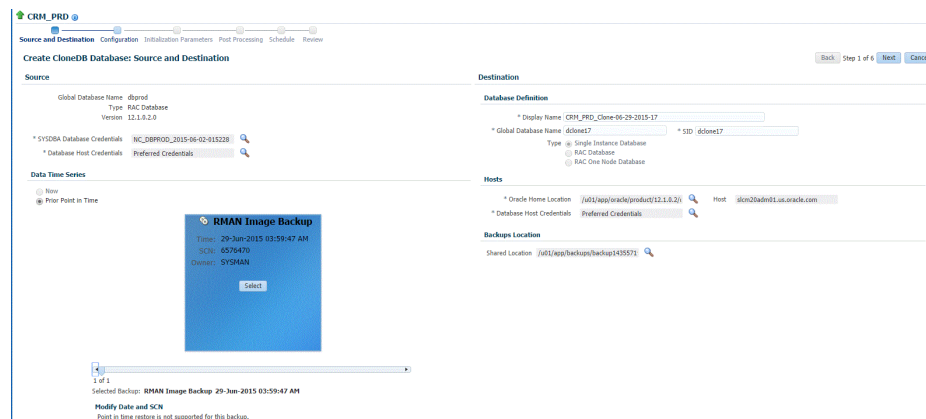 CRM_PRD
Source and Destination Configuration Initialization Parameters Post Processing Schedule Review
Create CloneDB Database: Source and Destination
Back Step 1 of 6 Next Cance
Source
Global Database Name dbprod
Type RAC Database
Version 12.1.0.2.0
* SYSDBA Database Credentials NC_DBPROD_2015-06-02-015228
* Database Host Credentials Preferred Credentials
Data Time Series
Now
Prior Point in Time
RMAN Image Backup
Time: 29-Jun-2015 03:59:47 AM
SCN: 6576470
Owner: SYSMAN
Select
1 of 1
Selected Backup: RMAN Image Backup 29-Jun-2015 03:59:47 AM
Modify Date and SCN
Point in time restore is not supported for this backup.
Destination
Database Definition
* Display Name CRM_PRD_Clone-06-29-2015-17
* Global Database Name dclone17 * SID dclone17
Type Single Instance Database
RAC Database
RAC One Node Database
Hosts
* Oracle Home Location /u01/app/oracle/product/12.1.0.2/ Host slcm20adm01.us.oracle.com
* Database Host Credentials Preferred Credentials
Backups Location
Shared Location /u01/app/backups/backup1435571